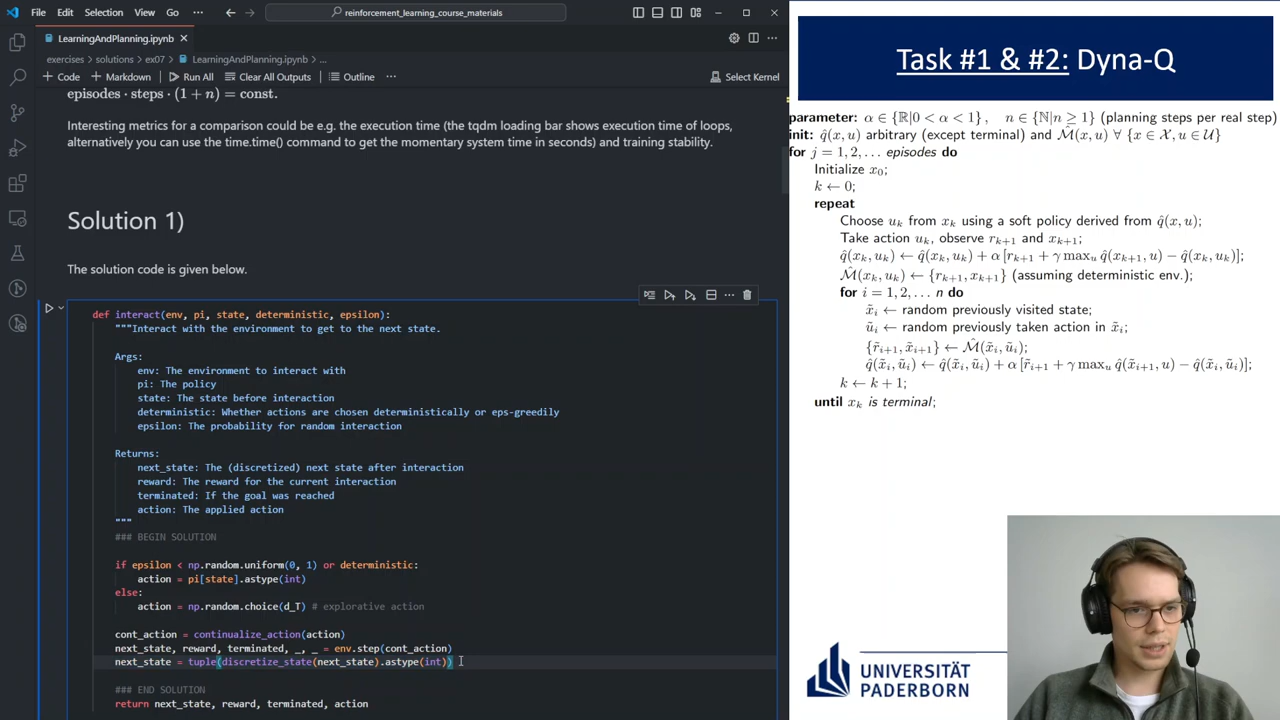 File Edit Selection View Go ··· reinforcement_learning_course_materials
LearningAndPlanning.ipynb
exercises > solutions > ex07 > LearningAndPlanning.ipynb > ...
+ Code + Markdown Run All Clear All Outputs Outline ··· Select Kernel
episodes · steps · (1 + n) = const.
Interesting metrics for a comparison could be e.g. the execution time (the tqdm loading bar shows execution time of loops,
alternatively you can use the time.time() command to get the momentary system time in seconds) and training stability.
Solution 1)
The solution code is given below.
def interact(env, pi, state, deterministic, epsilon):
"""Interact with the environment to get to the next state.
Args:
env: The environment to interact with
pi: The policy
state: The state before interaction
deterministic: Whether actions are chosen deterministically or eps-greedily
epsilon: The probability for random interaction
Returns:
next_state: The (discretized) next state after interaction
reward: The reward for the current interaction
terminated: If the goal was reached
action: The applied action
"""
### BEGIN SOLUTION
if epsilon < np.random.uniform(0, 1) or deterministic:
action = pi[state].astype(int)
else:
action = np.random.choice(d_T) # explorative action
cont_action = continualize_action(action)
next_state, reward, terminated, _, _ = env.step(cont_action)
next_state = tuple(discretize_state(next_state).astype(int))
### END SOLUTION
return next_state, reward, terminated, action
Task #1 & #2: Dyna-Q
parameter: α ∈ {ℝ|0 < α < 1}, n ∈ {ℕ|n ≥ 1} (planning steps per real step)
init: q̂(x, u) arbitrary (except terminal) and M̂(x, u) ∀ {x ∈ 𝒳, u ∈ 𝒰}
for j = 1, 2, ... episodes do
Initialize x₀;
k ← 0;
repeat
Choose uₖ from xₖ using a soft policy derived from q̂(x, u);
Take action uₖ, observe rₖ₊₁ and xₖ₊₁;
q̂(xₖ, uₖ) ← q̂(xₖ, uₖ) + α [rₖ₊₁ + γ maxᵤ q̂(xₖ₊₁, u) − q̂(xₖ, uₖ)];
M̂(xₖ, uₖ) ← {rₖ₊₁, xₖ₊₁} (assuming deterministic env.);
for i = 1, 2, ... n do
x̃ᵢ ← random previously visited state;
ũᵢ ← random previously taken action in x̃ᵢ;
{r̃ᵢ₊₁, x̃ᵢ₊₁} ← M̂(x̃ᵢ, ũᵢ);
q̂(x̃ᵢ, ũᵢ) ← q̂(x̃ᵢ, ũᵢ) + α [r̃ᵢ₊₁ + γ maxᵤ q̂(x̃ᵢ₊₁, u) − q̂(x̃ᵢ, ũᵢ)];
k ← k + 1;
until xₖ is terminal;
UNIVERSITÄT
PADERBORN